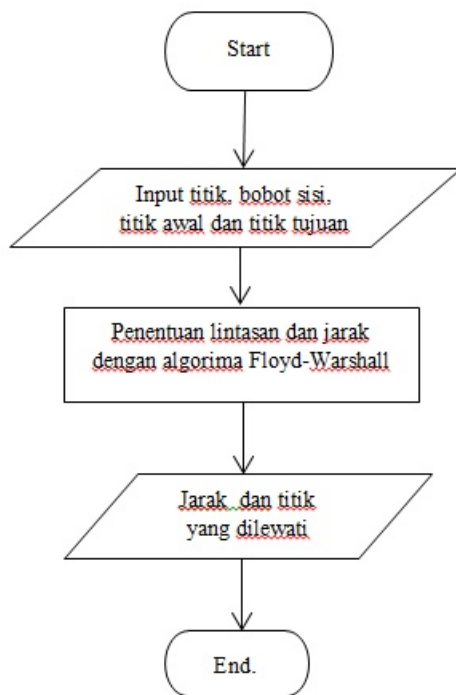 Start
Input titik, bobot sisi,
titik awal dan titik tujuan
Penentuan lintasan dan jarak
dengan algorima Floyd-Warshall
Jarak dan titik
yang dilewati
End.